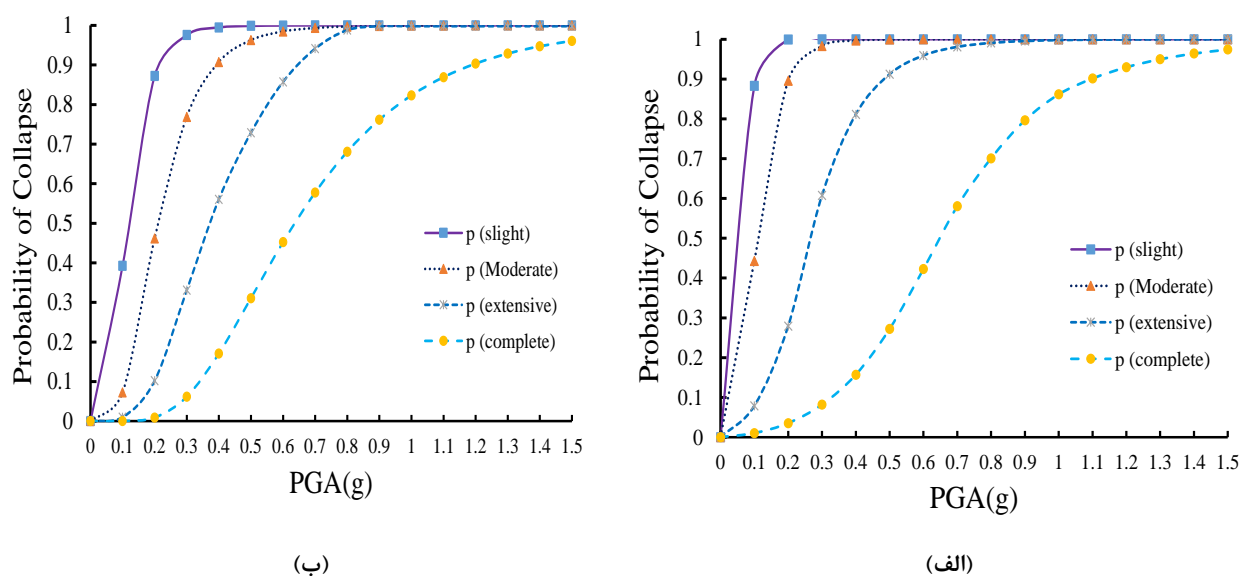 Probability of Collapse
1
0.9
0.8
0.7
0.6
0.5
0.4
0.3
0.2
0.1
0
p (slight)
p (Moderate)
p (extensive)
p (complete)
0 0.1 0.2 0.3 0.4 0.5 0.6 0.7 0.8 0.9 1 1.1 1.2 1.3 1.4 1.5
PGA(g)
(ب)
Probability of Collapse
1
0.9
0.8
0.7
0.6
0.5
0.4
0.3
0.2
0.1
0
p (slight)
p (Moderate)
p (extensive)
p (complete)
0 0.1 0.2 0.3 0.4 0.5 0.6 0.7 0.8 0.9 1 1.1 1.2 1.3 1.4 1.5
PGA(g)
(الف)